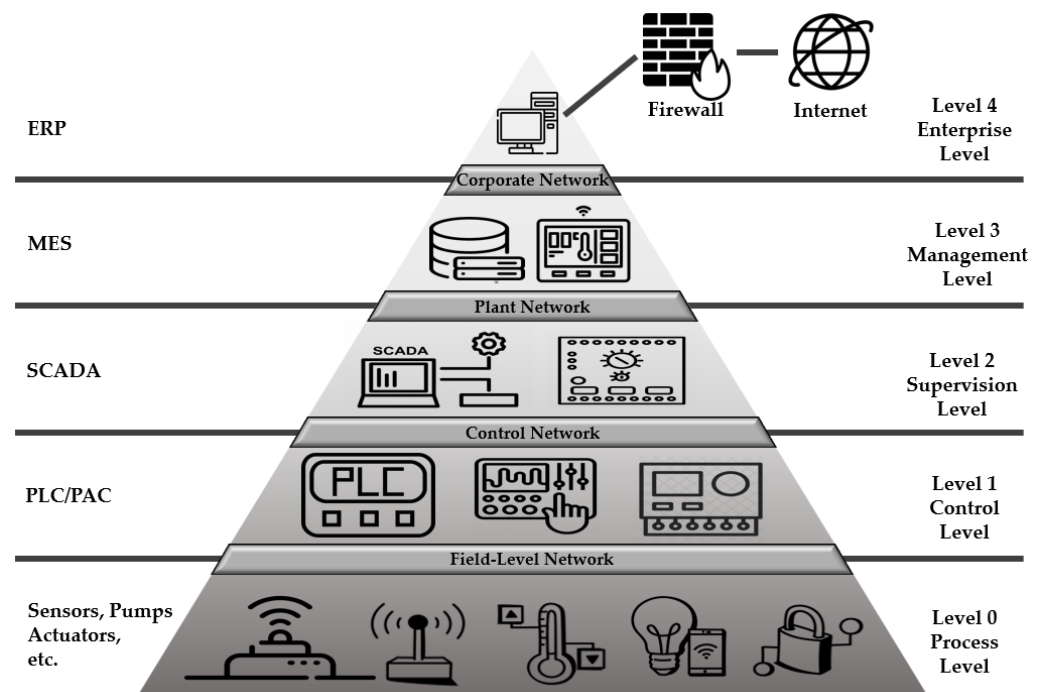 Firewall
Internet
ERP
Level 4
Enterprise
Level
Corporate Network
MES
Level 3
Management
Level
Plant Network
SCADA
SCADA
Level 2
Supervision
Level
Control Network
PLC/PAC
PLC
Level 1
Control
Level
Field-Level Network
Sensors, Pumps
Actuators,
etc.
Level 0
Process
Level